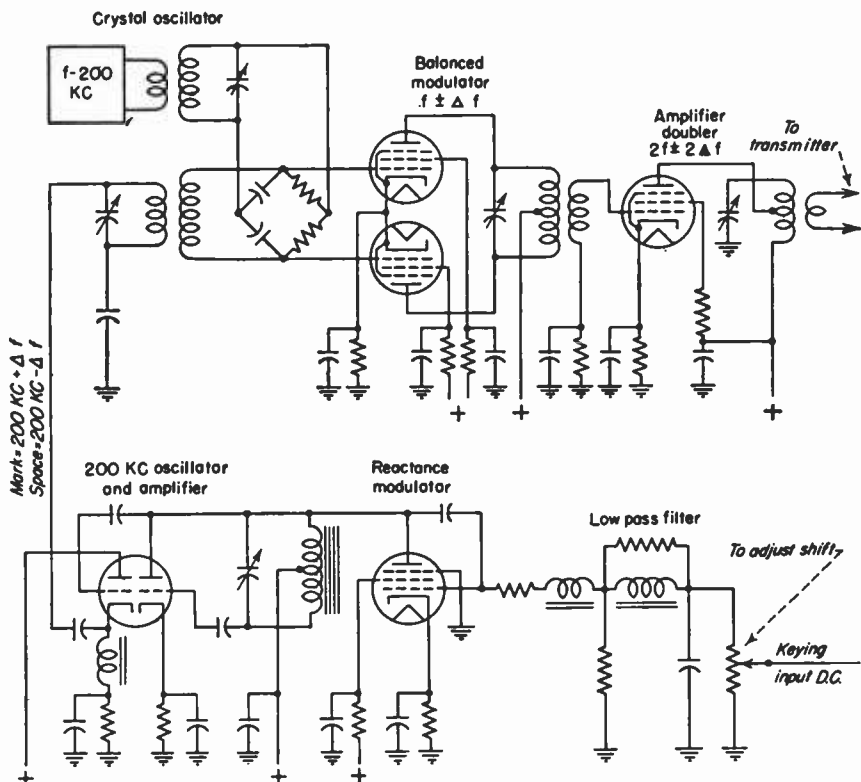 Crystal oscillator
f-200
KC
Balanced
modulator
.f ± Δ f
Amplifier
doubler
2f± 2Δf
To
transmitter
+
+
+
Mark=200 KC + Δ f
Space=200 KC-Δ f
200 KC oscillator
and amplifier
Reactance
modulator
Low pass filter
To adjust shift
Keying
input D.C.
+
+
+